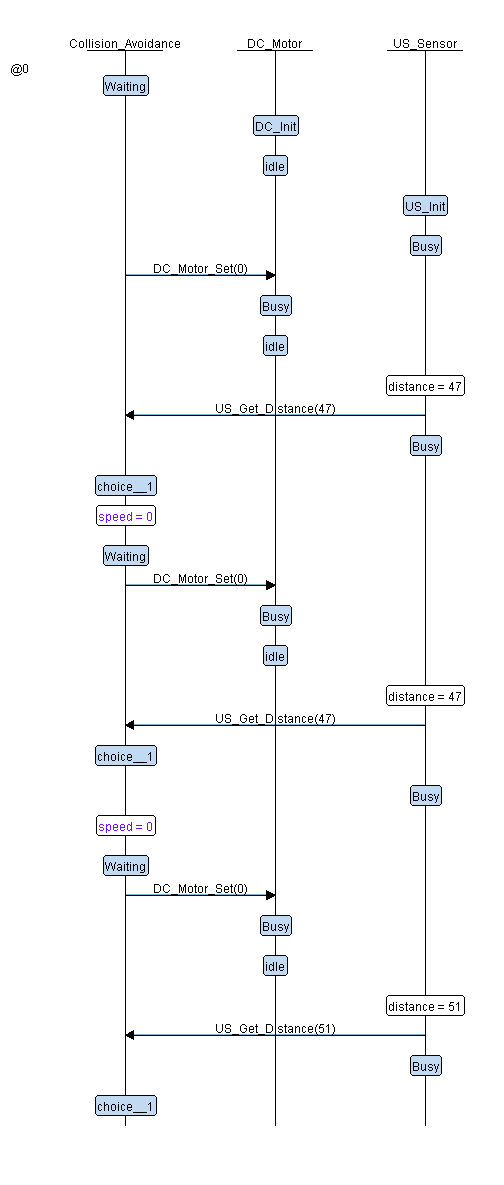 Collision_Avoidance DC_Motor US_Sensor
@0
Waiting
DC_Init
idle
US_Init
Busy
DC_Motor_Set(0)
Busy
idle
distance = 47
US_Get_Distance(47)
Busy
choice__1
speed = 0
Waiting
DC_Motor_Set(0)
Busy
idle
distance = 47
US_Get_Distance(47)
choice__1
Busy
speed = 0
Waiting
DC_Motor_Set(0)
Busy
idle
distance = 51
US_Get_Distance(51)
Busy
choice__1